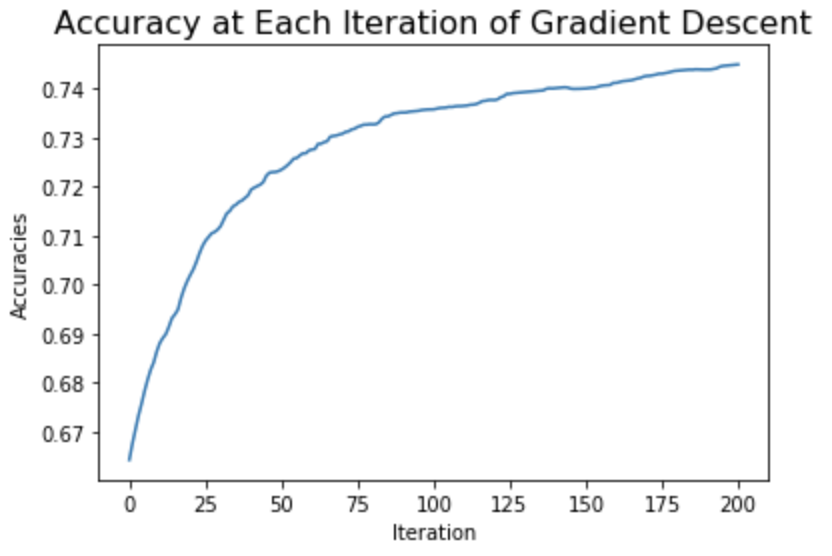 Accuracy at Each Iteration of Gradient Descent
0.74
0.73
0.72
0.71
0.70
0.69
0.68
0.67
Accuracies
0 25 50 75 100 125 150 175 200
Iteration